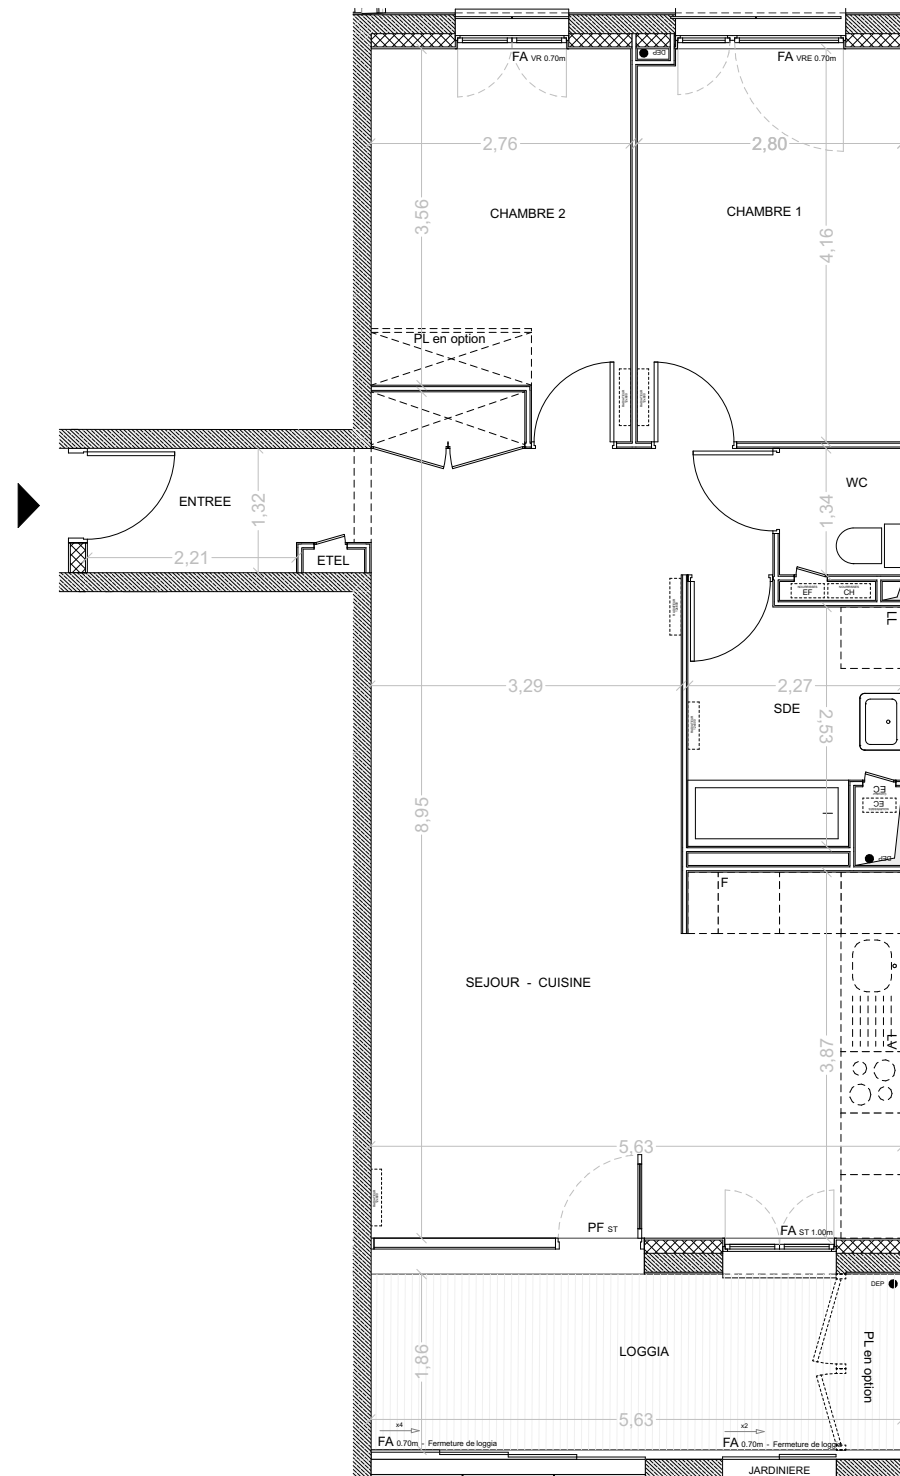 DEP
FA VR 0.70m
FA VRE 0.70m
2,76
2,80
CHAMBRE 2
CHAMBRE 1
3,56
4,16
PL en option
ENTREE
1,32
WC
1,34
2,21
ETEL
EF
CH
LL
3,29
2,27
SDE
2,53
8,95
EC
EC
DEP
F
SEJOUR - CUISINE
LV
3,87
5,63
PF ST
FA ST 1.00m
DEP
LOGGIA
PL en option
1,86
5,63
x4
x2
FA 0.70m - Fermeture de loggia
FA 0.70m - Fermeture de loggia
JARDINIERE